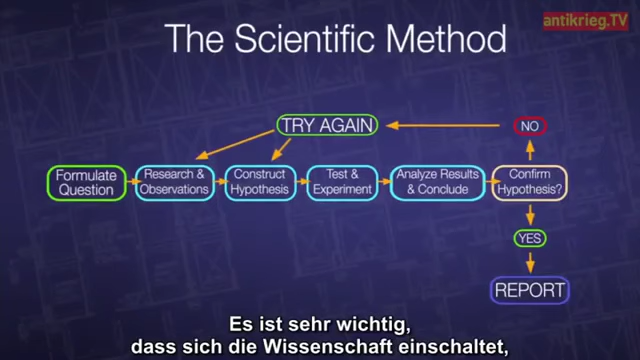 antikrieg.TV
The Scientific Method
TRY AGAIN
NO
Formulate
Question
Research &
Observations
Construct
Hypothesis
Test &
Experiment
Analyze Results
& Conclude
Confirm
Hypothesis?
YES
REPORT
Es ist sehr wichtig,
dass sich die Wissenschaft einschaltet,